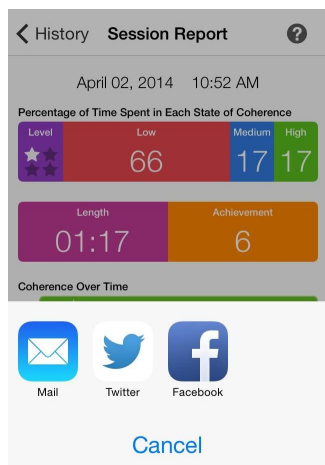 History Session Report ?
April 02, 2014 10:52 AM
Percentage of Time Spent in Each State of Coherence
Level Low Medium High
66 17 17
Length Achievement
01:17 6
Coherence Over Time
Mail Twitter Facebook
Cancel